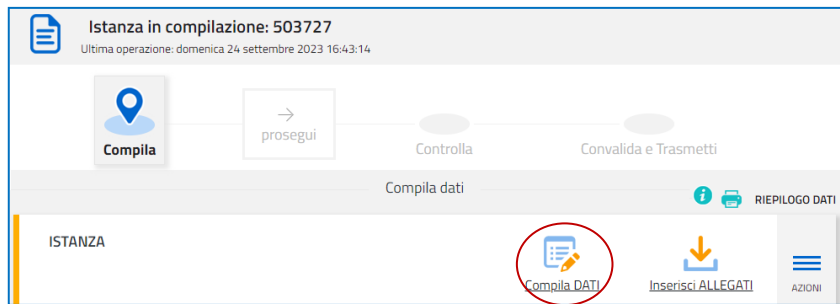 Istanza in compilazione: 503727
Ultima operazione: domenica 24 settembre 2023 16:43:14
Compila
prosegui
Controlla
Convalida e Trasmetti
Compila dati
i
RIEPILOGO DATI
ISTANZA
Compila DATI
Inserisci ALLEGATI
AZIONI